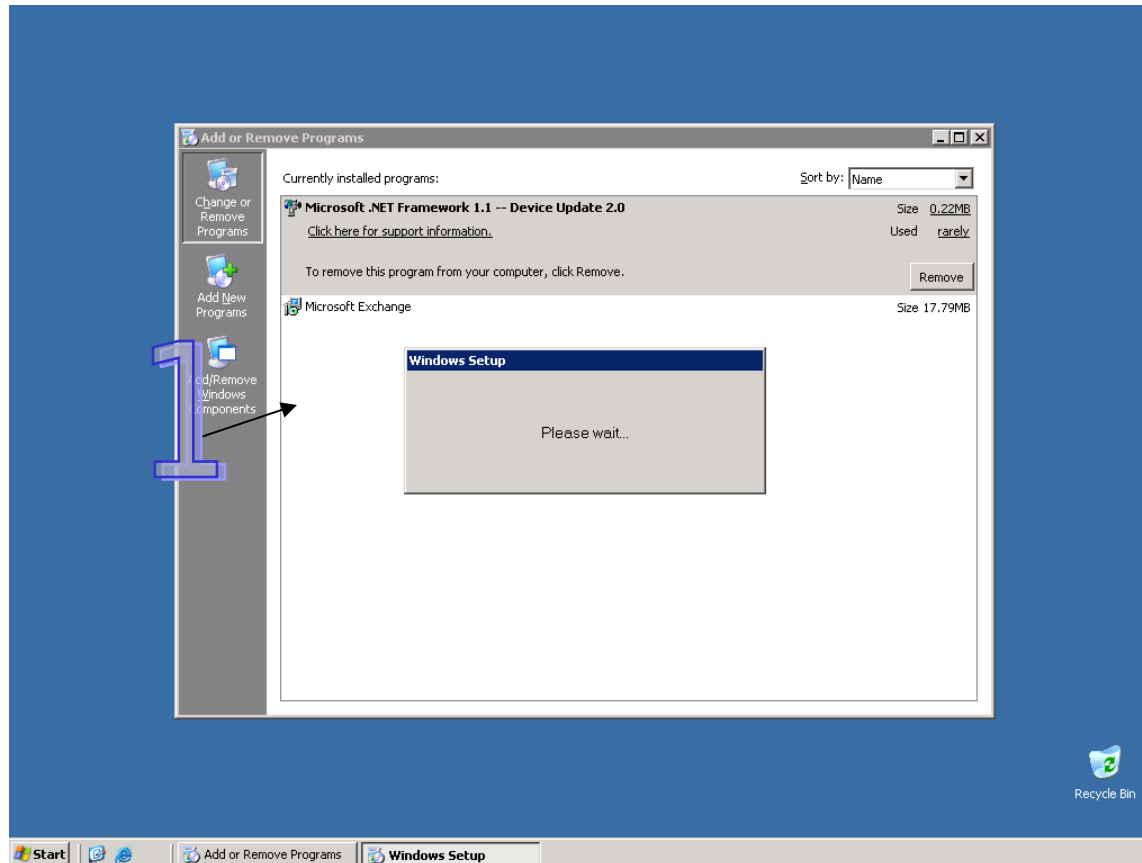 Add or Remove Programs
Change or
Remove
Programs
Add New
Programs
Add/Remove
Windows
Components
1
Currently installed programs:
Sort by: Name
Microsoft .NET Framework 1.1 -- Device Update 2.0
Size 0.22MB
Click here for support information.
Used rarely
To remove this program from your computer, click Remove.
Remove
Microsoft Exchange
Size 17.79MB
Windows Setup
Please wait...
Recycle Bin
Start
Add or Remove Programs
Windows Setup